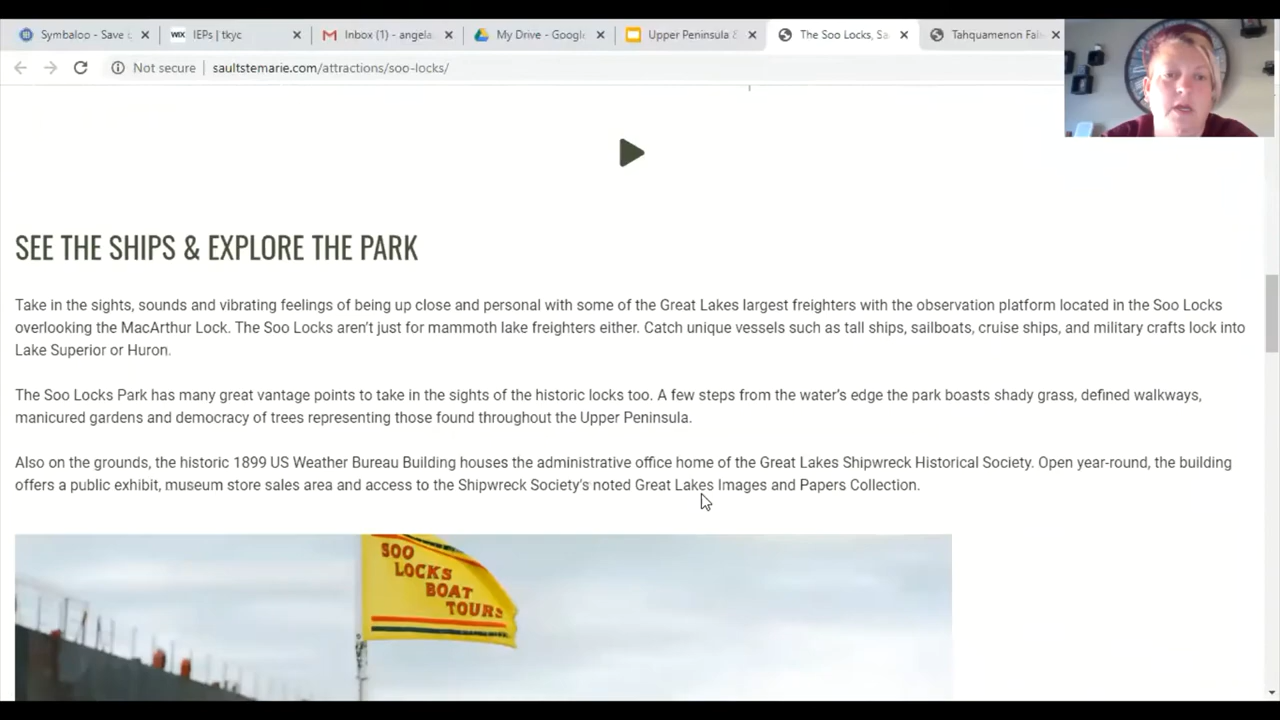 Symbaloo - Save L
WIX IEPs | tkyc
Inbox (1) - angela.
My Drive - Google
Upper Peninsula &
The Soo Locks, Sa
Tahquamenon Fal
Not secure | saultstemarie.com/attractions/soo-locks/
SEE THE SHIPS & EXPLORE THE PARK
Take in the sights, sounds and vibrating feelings of being up close and personal with some of the Great Lakes largest freighters with the observation platform located in the Soo Locks
overlooking the MacArthur Lock. The Soo Locks aren't just for mammoth lake freighters either. Catch unique vessels such as tall ships, sailboats, cruise ships, and military crafts lock into
Lake Superior or Huron.
The Soo Locks Park has many great vantage points to take in the sights of the historic locks too. A few steps from the water's edge the park boasts shady grass, defined walkways,
manicured gardens and democracy of trees representing those found throughout the Upper Peninsula.
Also on the grounds, the historic 1899 US Weather Bureau Building houses the administrative office home of the Great Lakes Shipwreck Historical Society. Open year-round, the building
offers a public exhibit, museum store sales area and access to the Shipwreck Society's noted Great Lakes Images and Papers Collection.
SOO
LOCKS
BOAT
TOURS